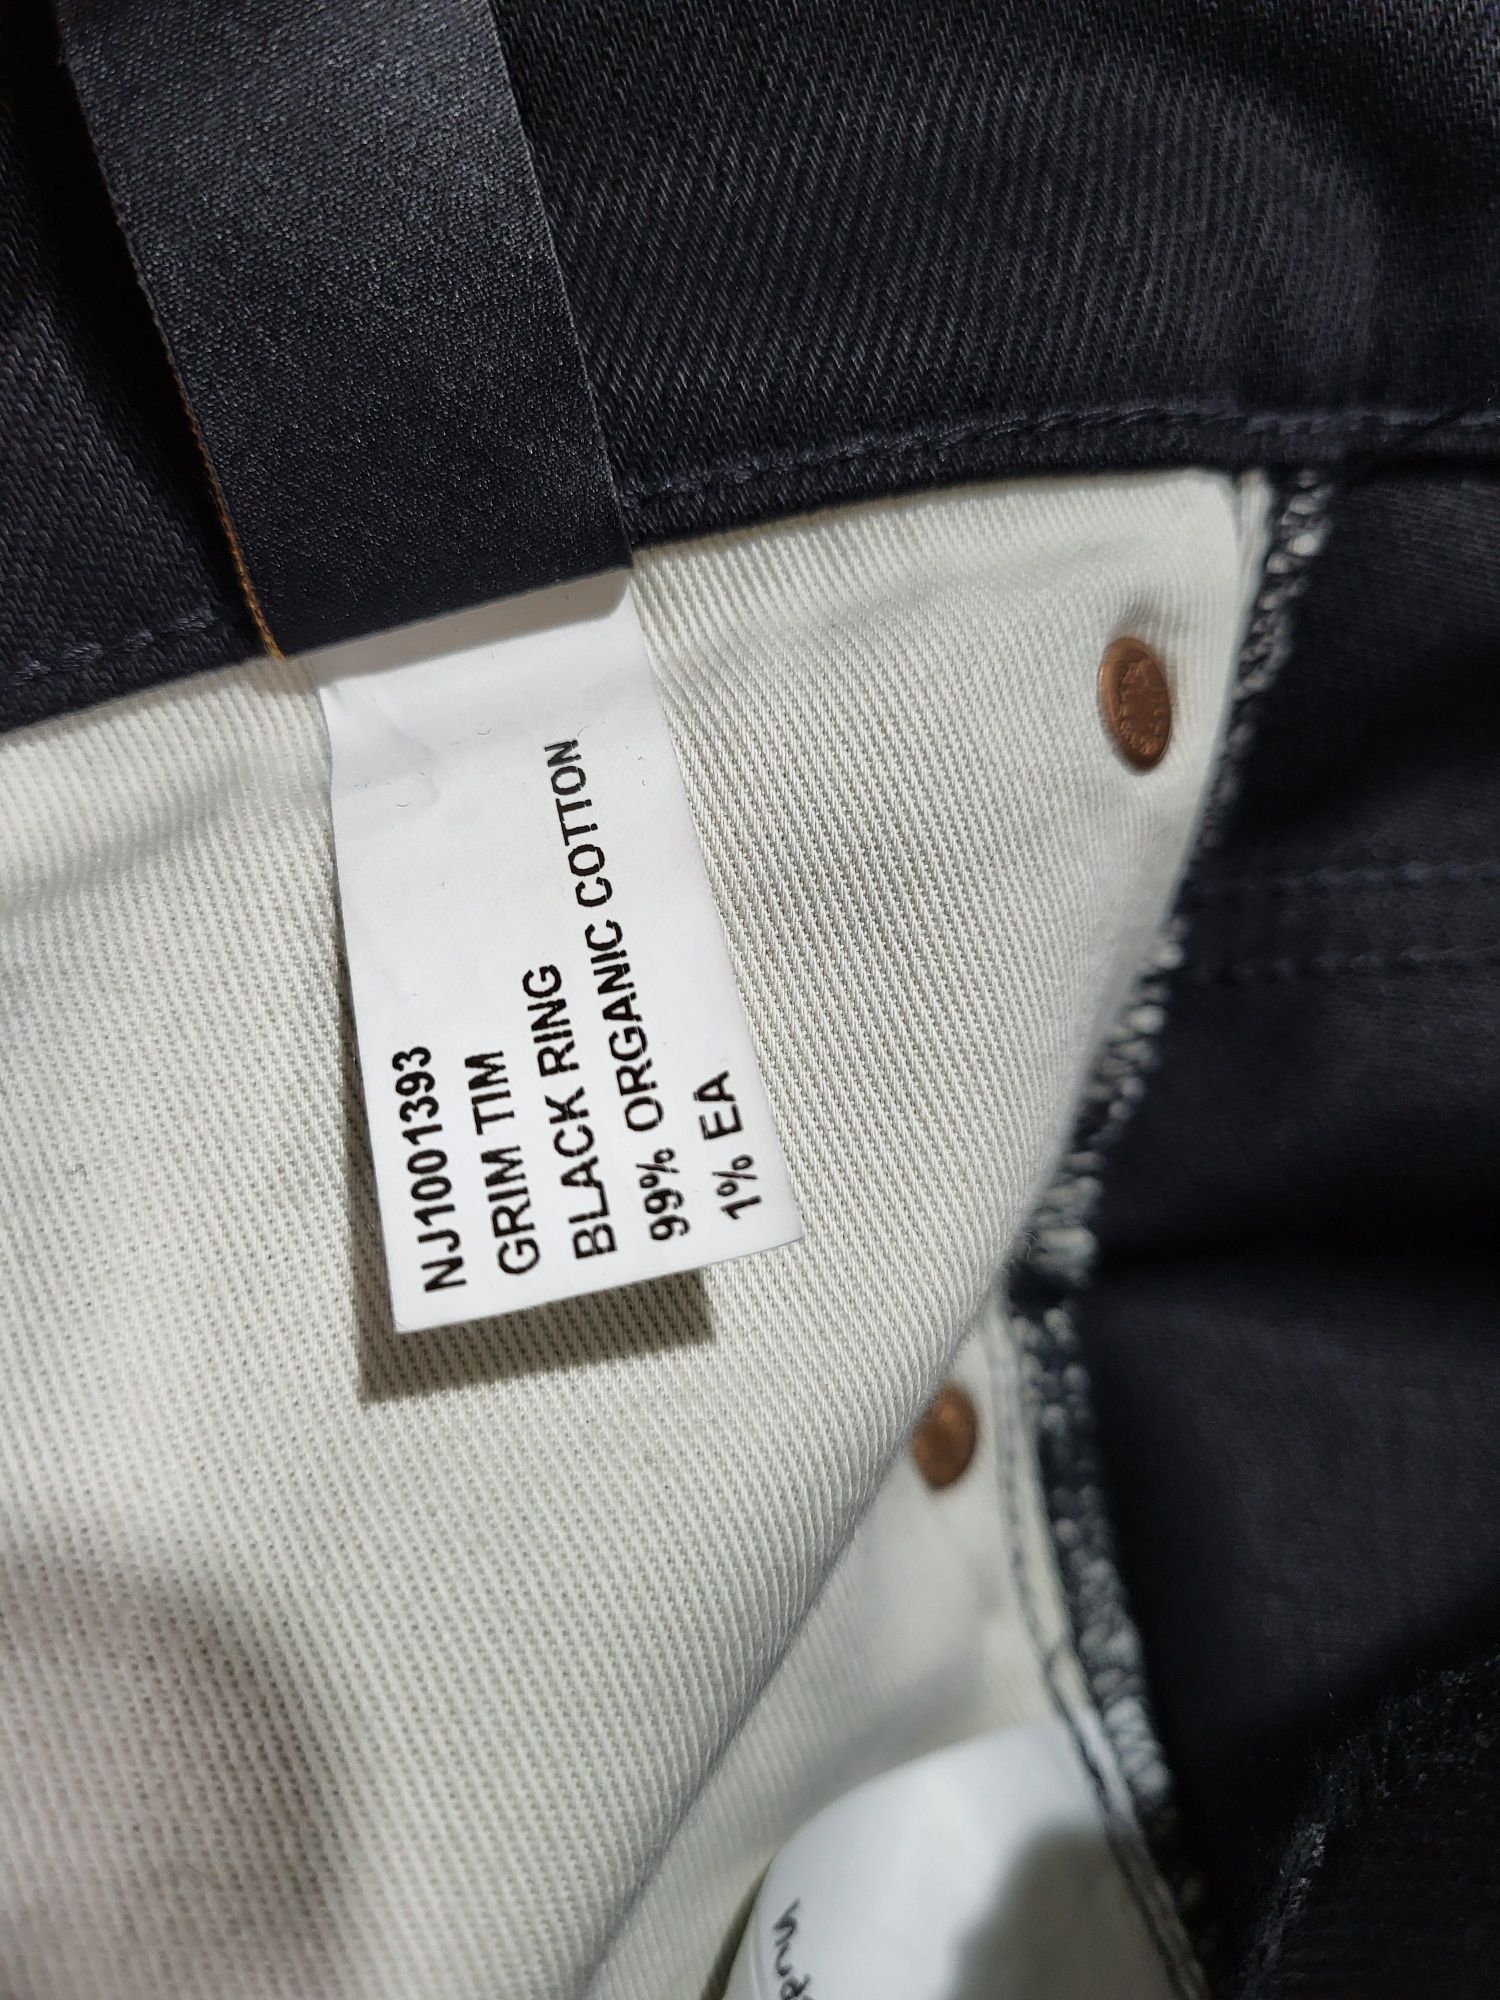 NJ1001393
GRIM TIM
BLACK RING
99% ORGANIC COTTON
1% EA